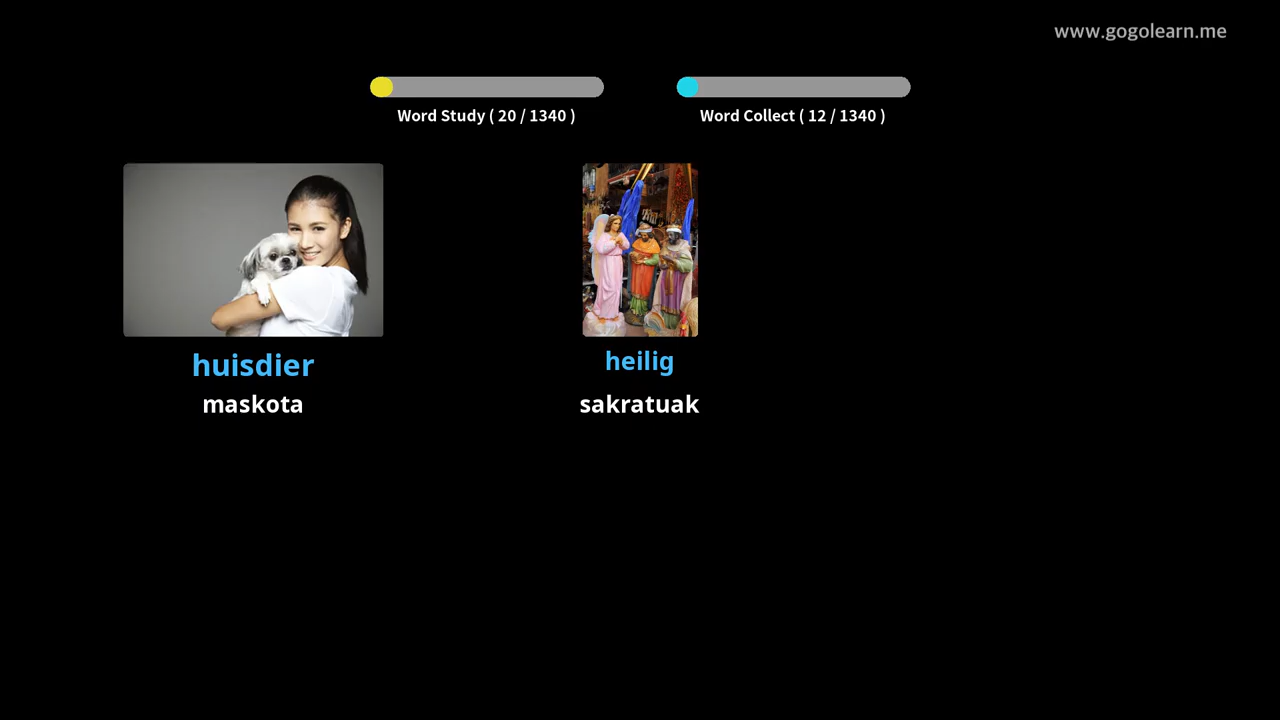 www.gogolearn.me
Word Study ( 20 / 1340 )
Word Collect ( 12 / 1340 )
huisdier
maskota
heilig
sakratuak